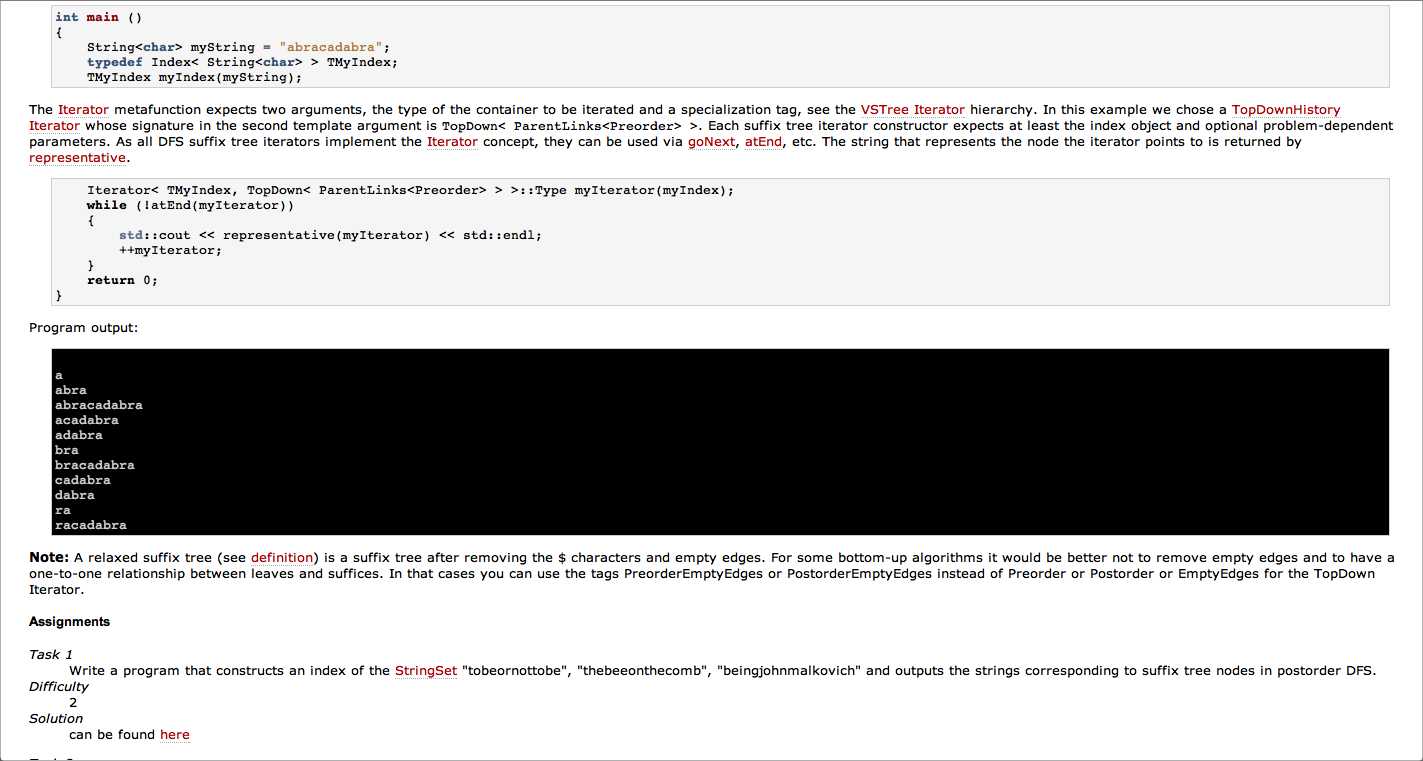 int main ()
{
    String<char> myString = "abracadabra";
    typedef Index< String<char> > TMyIndex;
    TMyIndex myIndex(myString);
The Iterator metafunction expects two arguments, the type of the container to be iterated and a specialization tag, see the VSTree Iterator hierarchy. In this example we chose a TopDownHistory
Iterator whose signature in the second template argument is TopDown< ParentLinks<Preorder> >. Each suffix tree iterator constructor expects at least the index object and optional problem-dependent
parameters. As all DFS suffix tree iterators implement the Iterator concept, they can be used via goNext, atEnd, etc. The string that represents the node the iterator points to is returned by
representative.
    Iterator< TMyIndex, TopDown< ParentLinks<Preorder> > >::Type myIterator(myIndex);
    while (!atEnd(myIterator))
    {
        std::cout << representative(myIterator) << std::endl;
        ++myIterator;
    }
    return 0;
}
Program output:
a
abra
abracadabra
acadabra
adabra
bra
bracadabra
cadabra
dabra
ra
racadabra
Note: A relaxed suffix tree (see definition) is a suffix tree after removing the $ characters and empty edges. For some bottom-up algorithms it would be better not to remove empty edges and to have a
one-to-one relationship between leaves and suffices. In that cases you can use the tags PreorderEmptyEdges or PostorderEmptyEdges instead of Preorder or Postorder or EmptyEdges for the TopDown
Iterator.
Assignments
Task 1
Write a program that constructs an index of the StringSet "tobeornottobe", "thebeeonthecomb", "beingjohnmalkovich" and outputs the strings corresponding to suffix tree nodes in postorder DFS.
Difficulty
2
Solution
can be found here